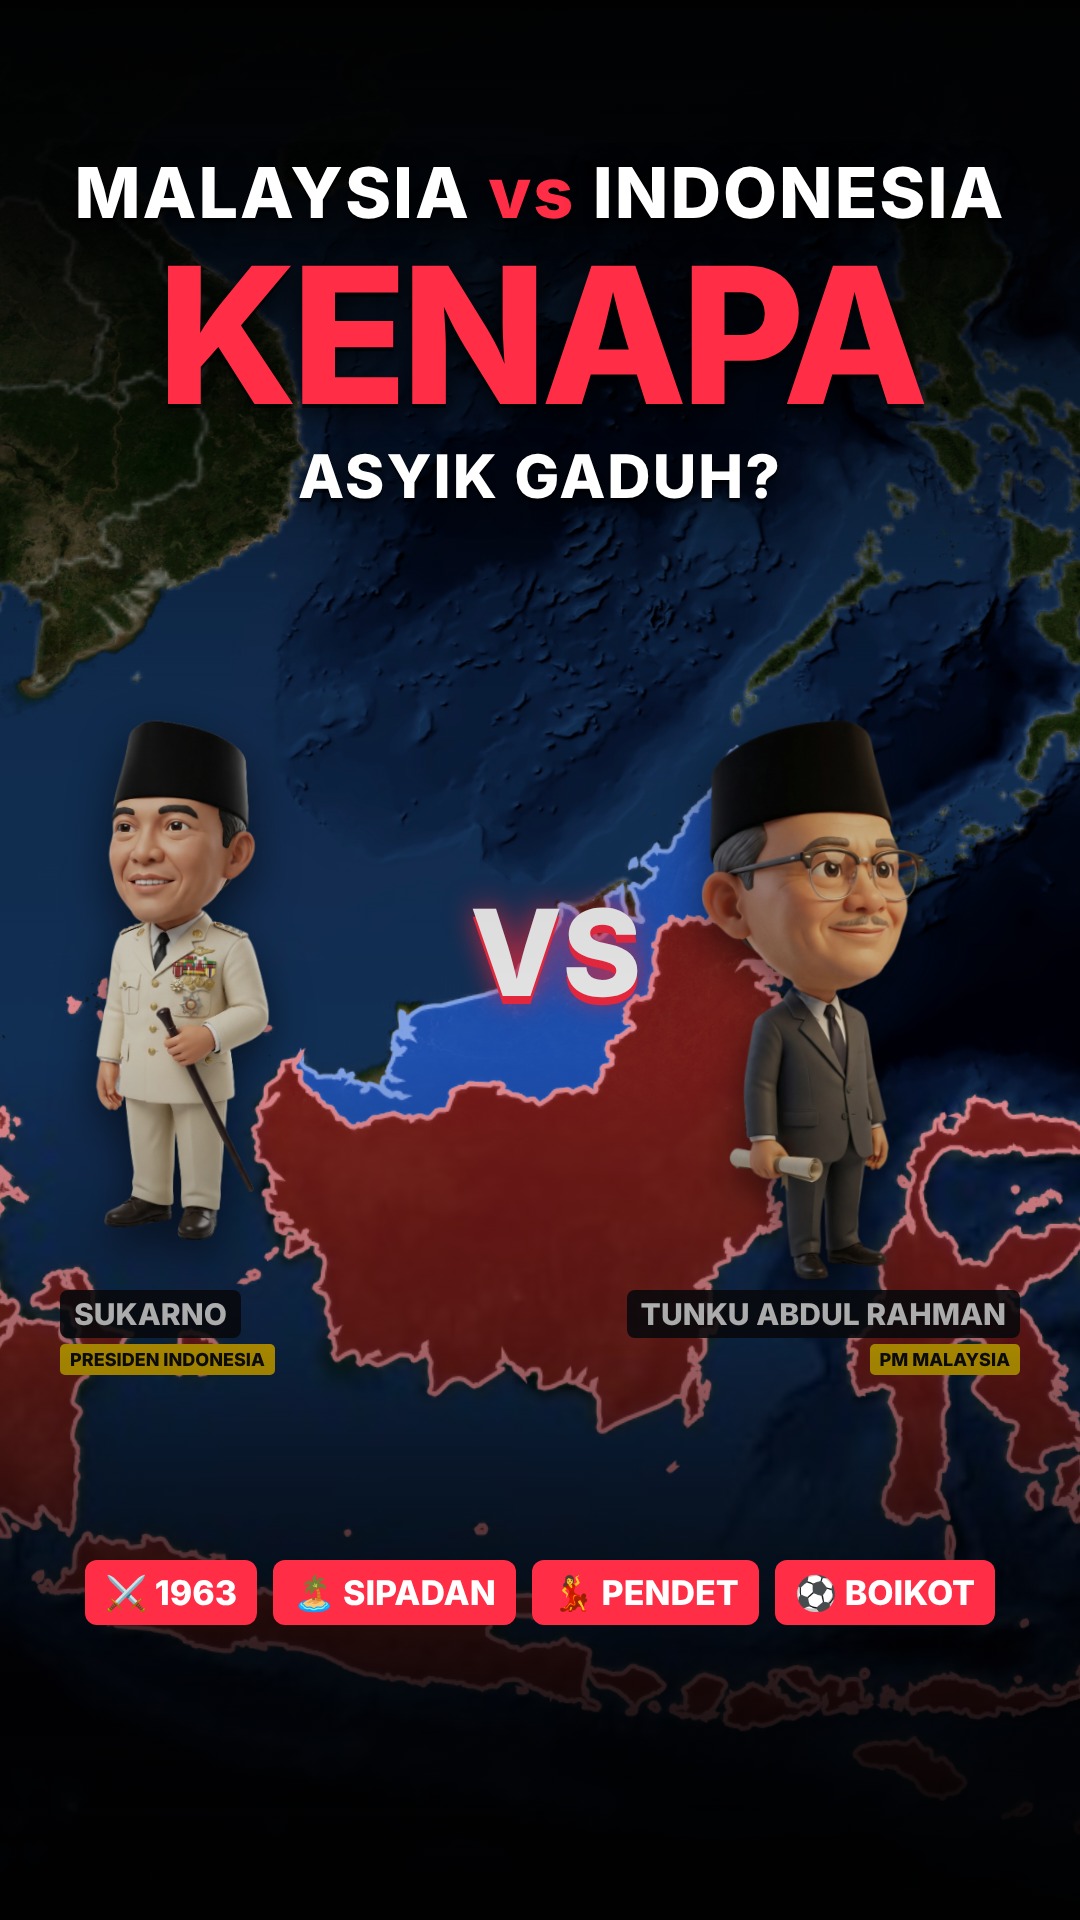 MALAYSIA vs INDONESIA
KENAPA
ASYIK GADUH?
VS
SUKARNO
PRESIDEN INDONESIA
TUNKU ABDUL RAHMAN
PM MALAYSIA
⚔️ 1963
🏝️ SIPADAN
💃 PENDET
⚽ BOIKOT